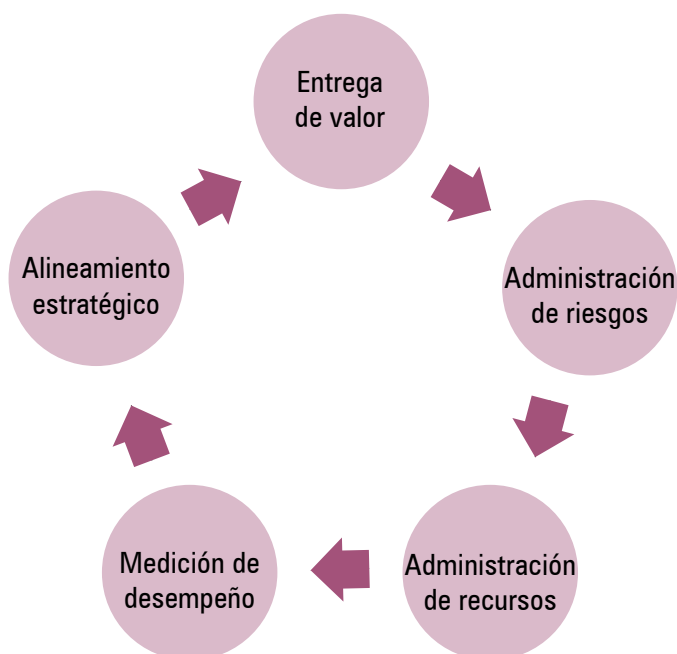 Entrega
de valor
Administración
de riesgos
Administración
de recursos
Medición de
desempeño
Alineamiento
estratégico